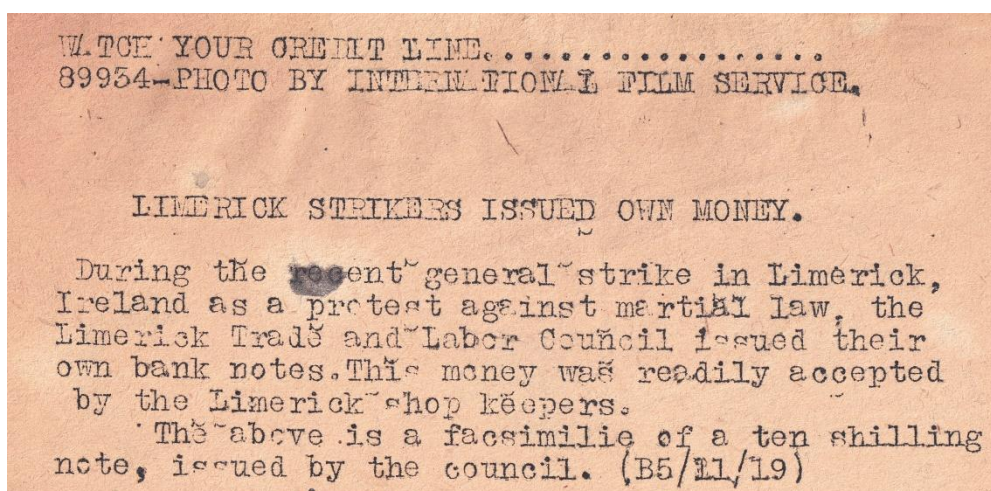 WATCH YOUR CREDIT LINE...................
89934-PHOTO BY INTERNATIONAL FILM SERVICE.
LIMERICK STRIKERS ISSUED OWN MONEY.
During the recent general strike in Limerick,
Ireland as a protest against martial law, the
Limerick Trade and Labor Council issued their
own bank notes.This money was readily accepted
by the Limerick shop keepers.
The above is a facsimilie of a ten shilling
note, issued by the council. (B5/11/19)